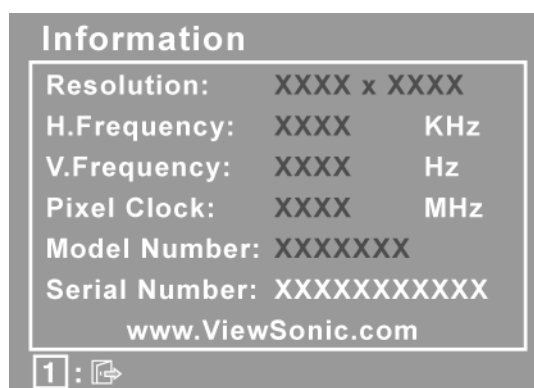 Information
Resolution: XXXX x XXXX
H.Frequency: XXXX KHz
V.Frequency: XXXX Hz
Pixel Clock: XXXX MHz
Model Number: XXXXXXX
Serial Number: XXXXXXXXXXX
www.ViewSonic.com
1 :